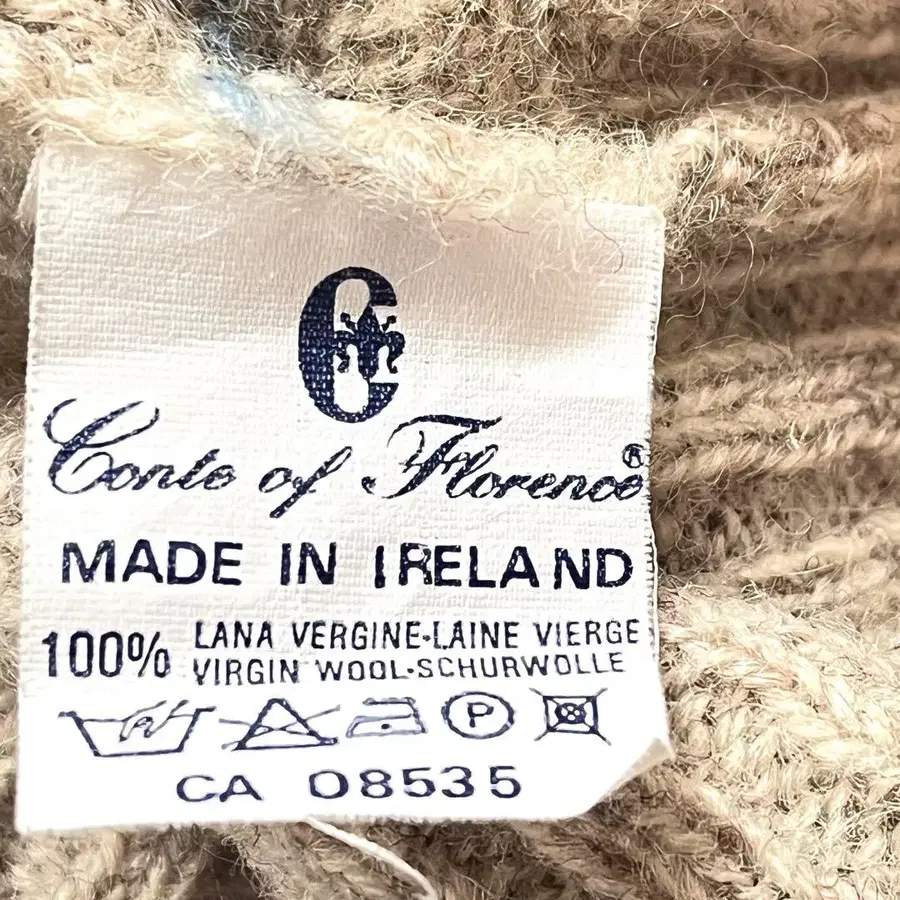 C
Conte of Florence®
MADE IN IRELAND
100% LANA VERGINE-LAINE VIERGE
VIRGIN WOOL-SCHURWOLLE
P
CA 08535